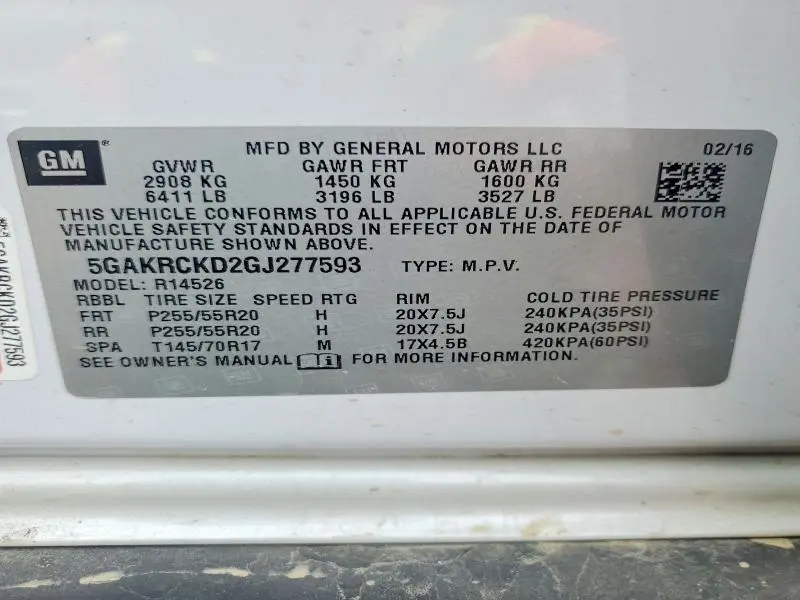 GM® MFD BY GENERAL MOTORS LLC 02/16
GVWR GAWR FRT GAWR RR
2908 KG 1450 KG 1600 KG
6411 LB 3196 LB 3527 LB
THIS VEHICLE CONFORMS TO ALL APPLICABLE U.S. FEDERAL MOTOR
VEHICLE SAFETY STANDARDS IN EFFECT ON THE DATE OF
MANUFACTURE SHOWN ABOVE.
5GAKRCKD2GJ277593 TYPE: M.P.V.
MODEL: R14526
RBBL TIRE SIZE SPEED RTG RIM COLD TIRE PRESSURE
FRT P255/55R20 H 20X7.5J 240KPA(35PSI)
RR P255/55R20 H 20X7.5J 240KPA(35PSI)
SPA T145/70R17 M 17X4.5B 420KPA(60PSI)
SEE OWNER'S MANUAL FOR MORE INFORMATION.
5GAKRCKD2GJ277593